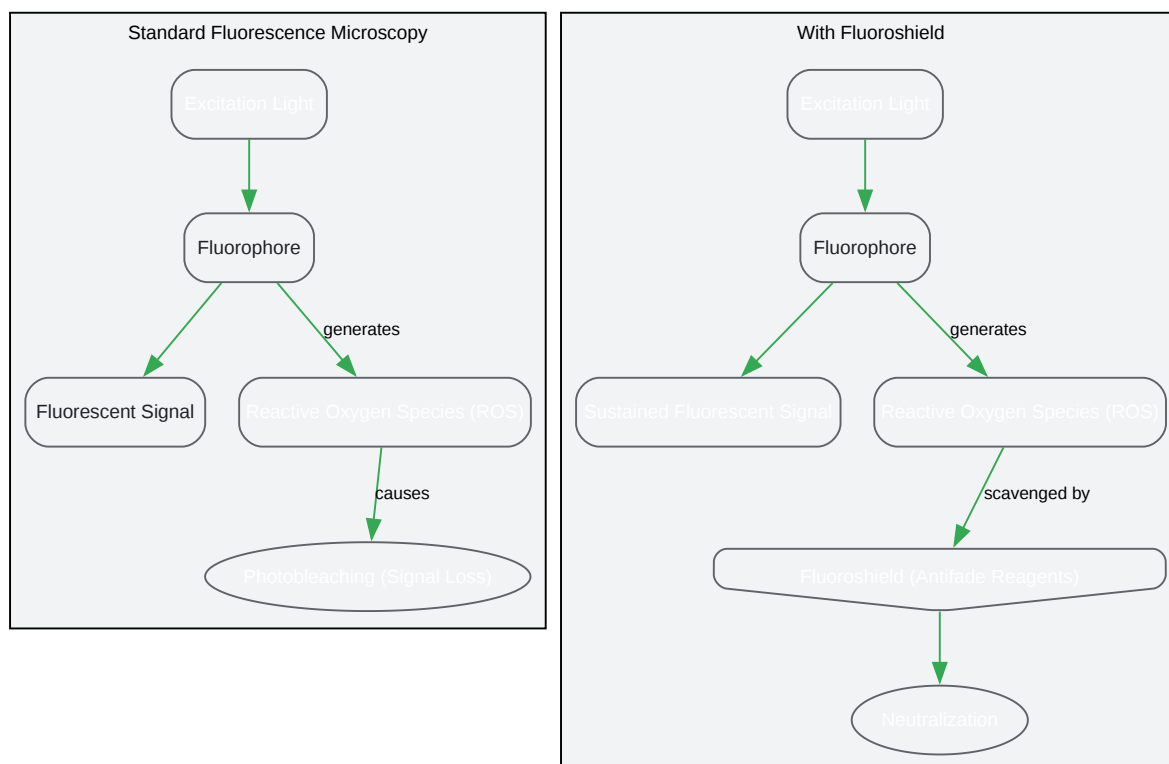 Standard Fluorescence Microscopy
Excitation Light
Fluorophore
generates
Fluorescent Signal
Reactive Oxygen Species (ROS)
causes
Photobleaching (Signal Loss)
With Fluoroshield
Excitation Light
Fluorophore
generates
Sustained Fluorescent Signal
Reactive Oxygen Species (ROS)
scavenged by
Fluoroshield (Antifade Reagents)
Neutralization